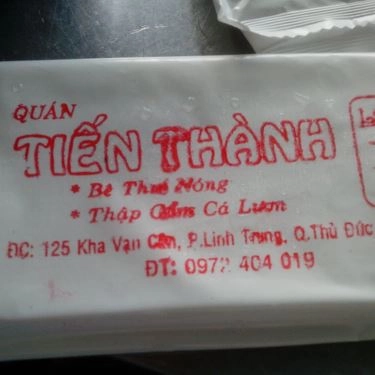 QUÁN
TIẾN THÀNH
* Bê Thui Nóng
* Thập Cẩm Cá Lươn
ĐC: 125 Kha Vạn Cân, P.Linh Trung, Q.Thủ Đức
ĐT: 0972 404 019